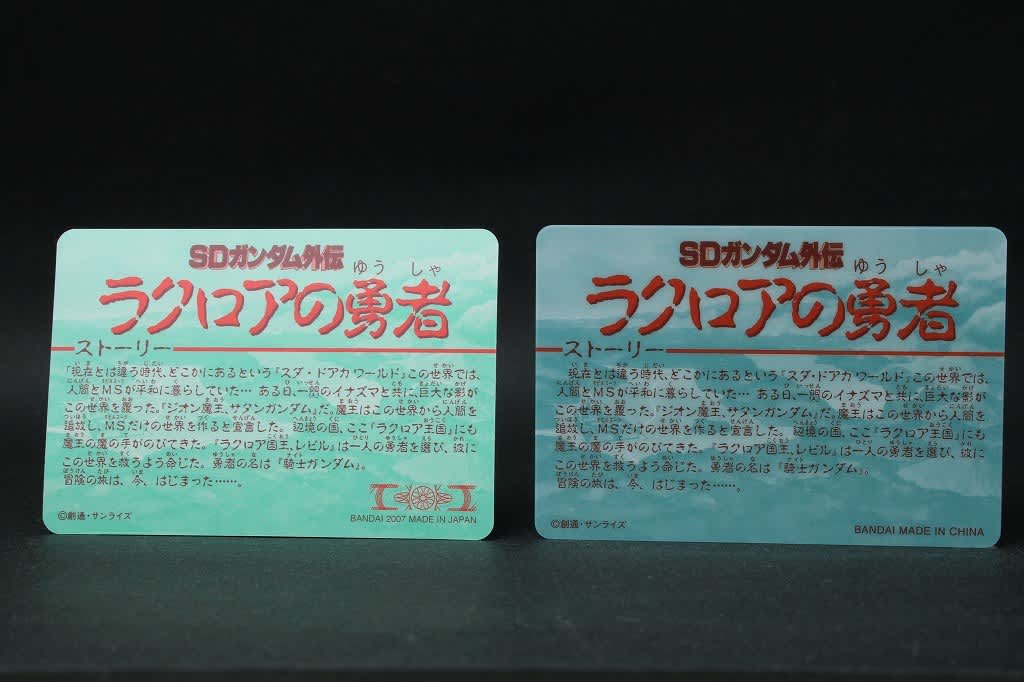 SDガンダム外伝
ゆう しゃ
ラクロアの勇者
ストーリー
「現在とは違う時代、どこかにあるという『スダ・ドアカ ワールド』この世界では、
人間とMSが平和に暮らしていた… ある日、一閃のイナズマと共に、巨大な影が
この世界を覆った。『ジオン魔王、サタンガンダム』だ。魔王はこの世界から人間を
追放し、MSだけの世界を作ると宣言した。辺境の国、ここ『ラクロア王国』にも
魔王の魔の手がのびてきた。『ラクロア国王、レビル』は一人の勇者を選び、彼に
この世界を救うよう命じた。勇者の名は『騎士ガンダム』。
冒険の旅は、今、はじまった……。
©創通・サンライズ
BANDAI 2007 MADE IN JAPAN
SDガンダム外伝
ゆう しゃ
ラクロアの勇者
ストーリー
現在とは違う時代、どこかにあるという『スダ・ドアカ ワールド』この世界では、
人間とMSが平和に暮らしていた… ある日、一閃のイナズマと共に、巨大な影が
この世界を覆った。『ジオン魔王、サタンガンダム』だ。魔王はこの世界から人間を
追放し、MSだけの世界を作ると宣言した。辺境の国、ここ『ラクロア王国』にも
魔王の魔の手がのびてきた。『ラクロア国王、レビル』は一人の勇者を選び、彼に
この世界を救うよう命じた。勇者の名は『騎士ガンダム』。
冒険の旅は、今、はじまった……。
©創通・サンライズ
BANDAI MADE IN CHINA